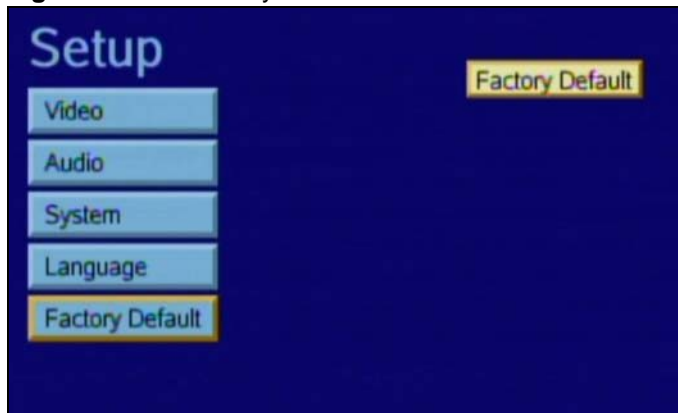 Setup
Factory Default
Video
Audio
System
Language
Factory Default